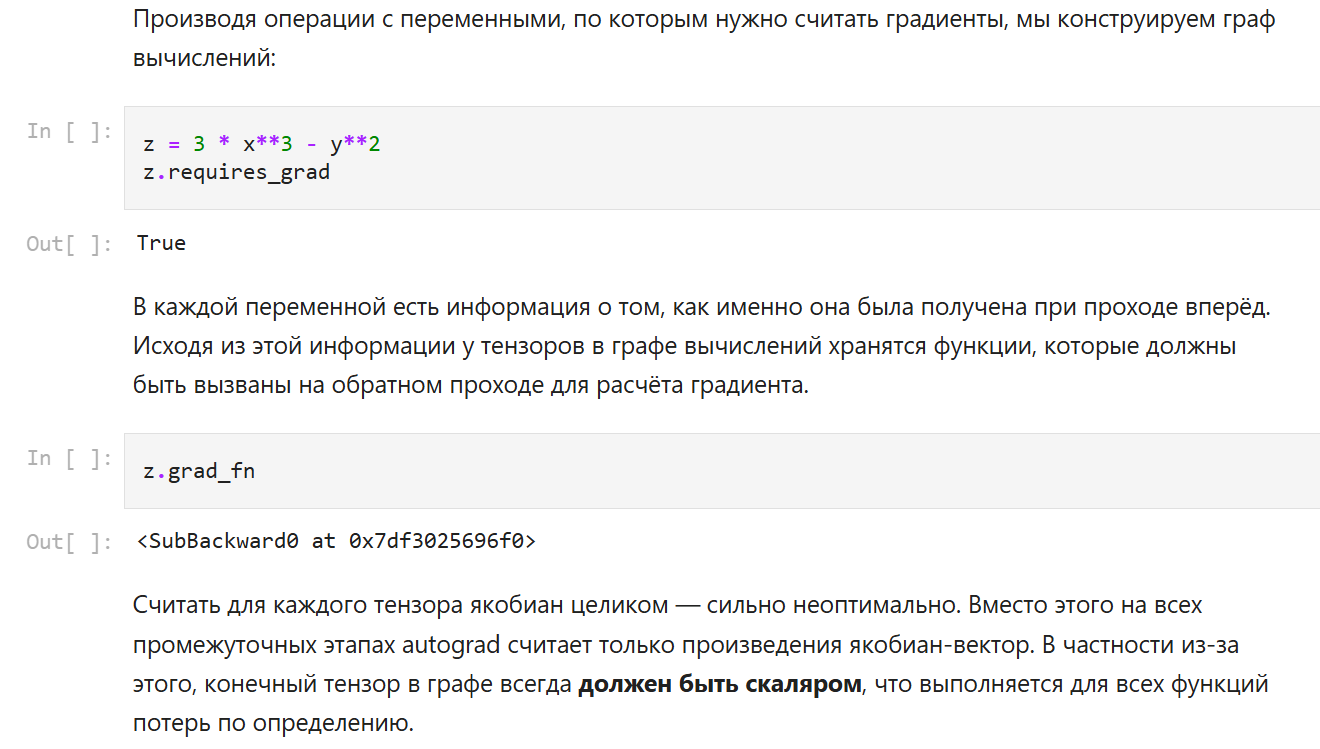 Производя операции с переменными, по которым нужно считать градиенты, мы конструируем граф
вычислений:
In [ ]:
z = 3 * x**3 - y**2
z.requires_grad
Out[ ]: True
В каждой переменной есть информация о том, как именно она была получена при проходе вперёд.
Исходя из этой информации у тензоров в графе вычислений хранятся функции, которые должны
быть вызваны на обратном проходе для расчёта градиента.
In [ ]:
z.grad_fn
Out[ ]: <SubBackward0 at 0x7df3025696f0>
Считать для каждого тензора якобиан целиком — сильно неоптимально. Вместо этого на всех
промежуточных этапах autograd считает только произведения якобиан-вектор. В частности из-за
этого, конечный тензор в графе всегда должен быть скаляром, что выполняется для всех функций
потерь по определению.